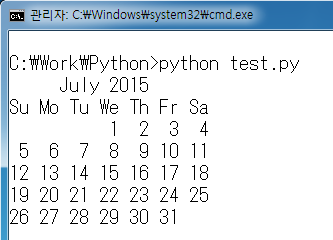 관리자: C:₩Windows₩system32₩cmd.exe
C:₩Work₩Python>python test.py
     July 2015
Su Mo Tu We Th Fr Sa
          1  2  3  4
 5  6  7  8  9 10 11
12 13 14 15 16 17 18
19 20 21 22 23 24 25
26 27 28 29 30 31